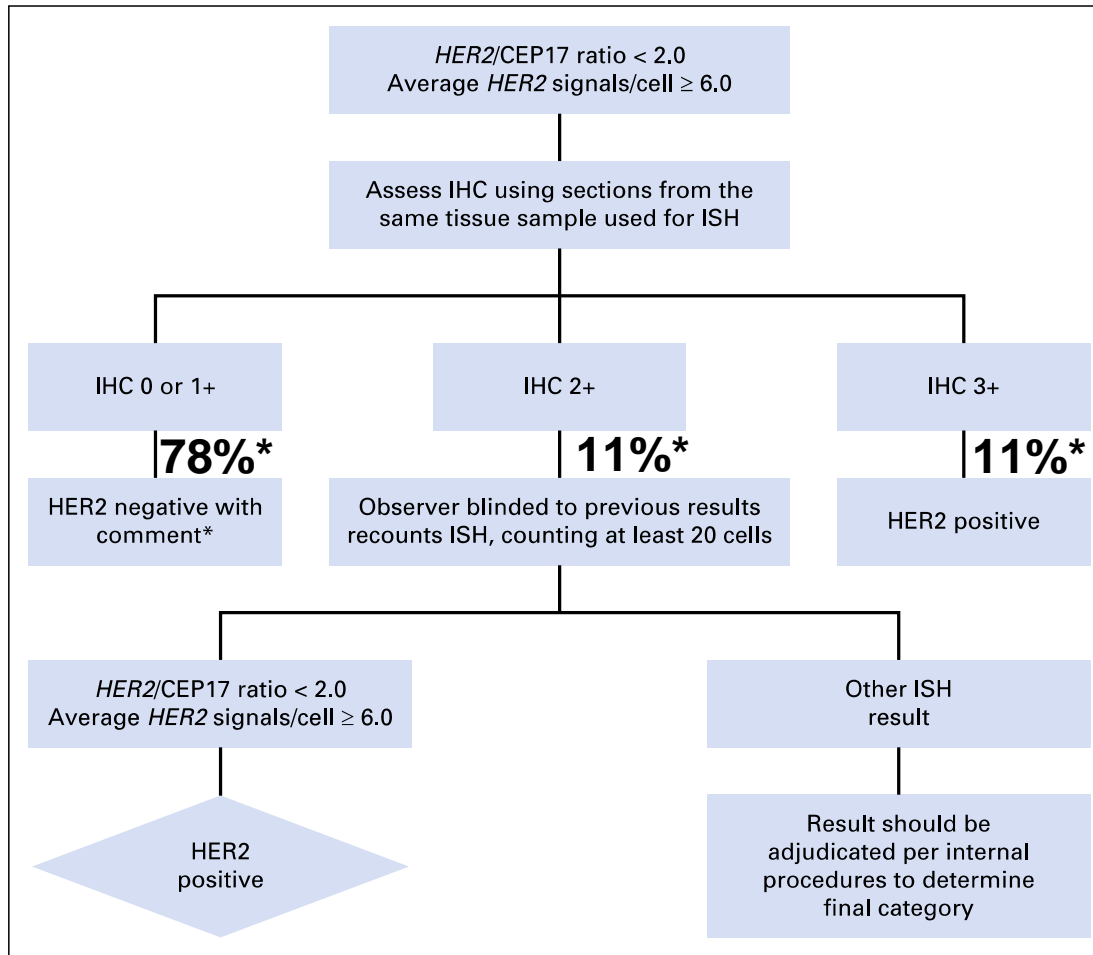 HER2/CEP17 ratio < 2.0
Average HER2 signals/cell ≥ 6.0
Assess IHC using sections from the
same tissue sample used for ISH
IHC 0 or 1+
IHC 2+
IHC 3+
78%*
11%*
11%*
HER2 negative with
comment*
Observer blinded to previous results
recounts ISH, counting at least 20 cells
HER2 positive
HER2/CEP17 ratio < 2.0
Average HER2 signals/cell ≥ 6.0
Other ISH
result
HER2
positive
Result should be
adjudicated per internal
procedures to determine
final category